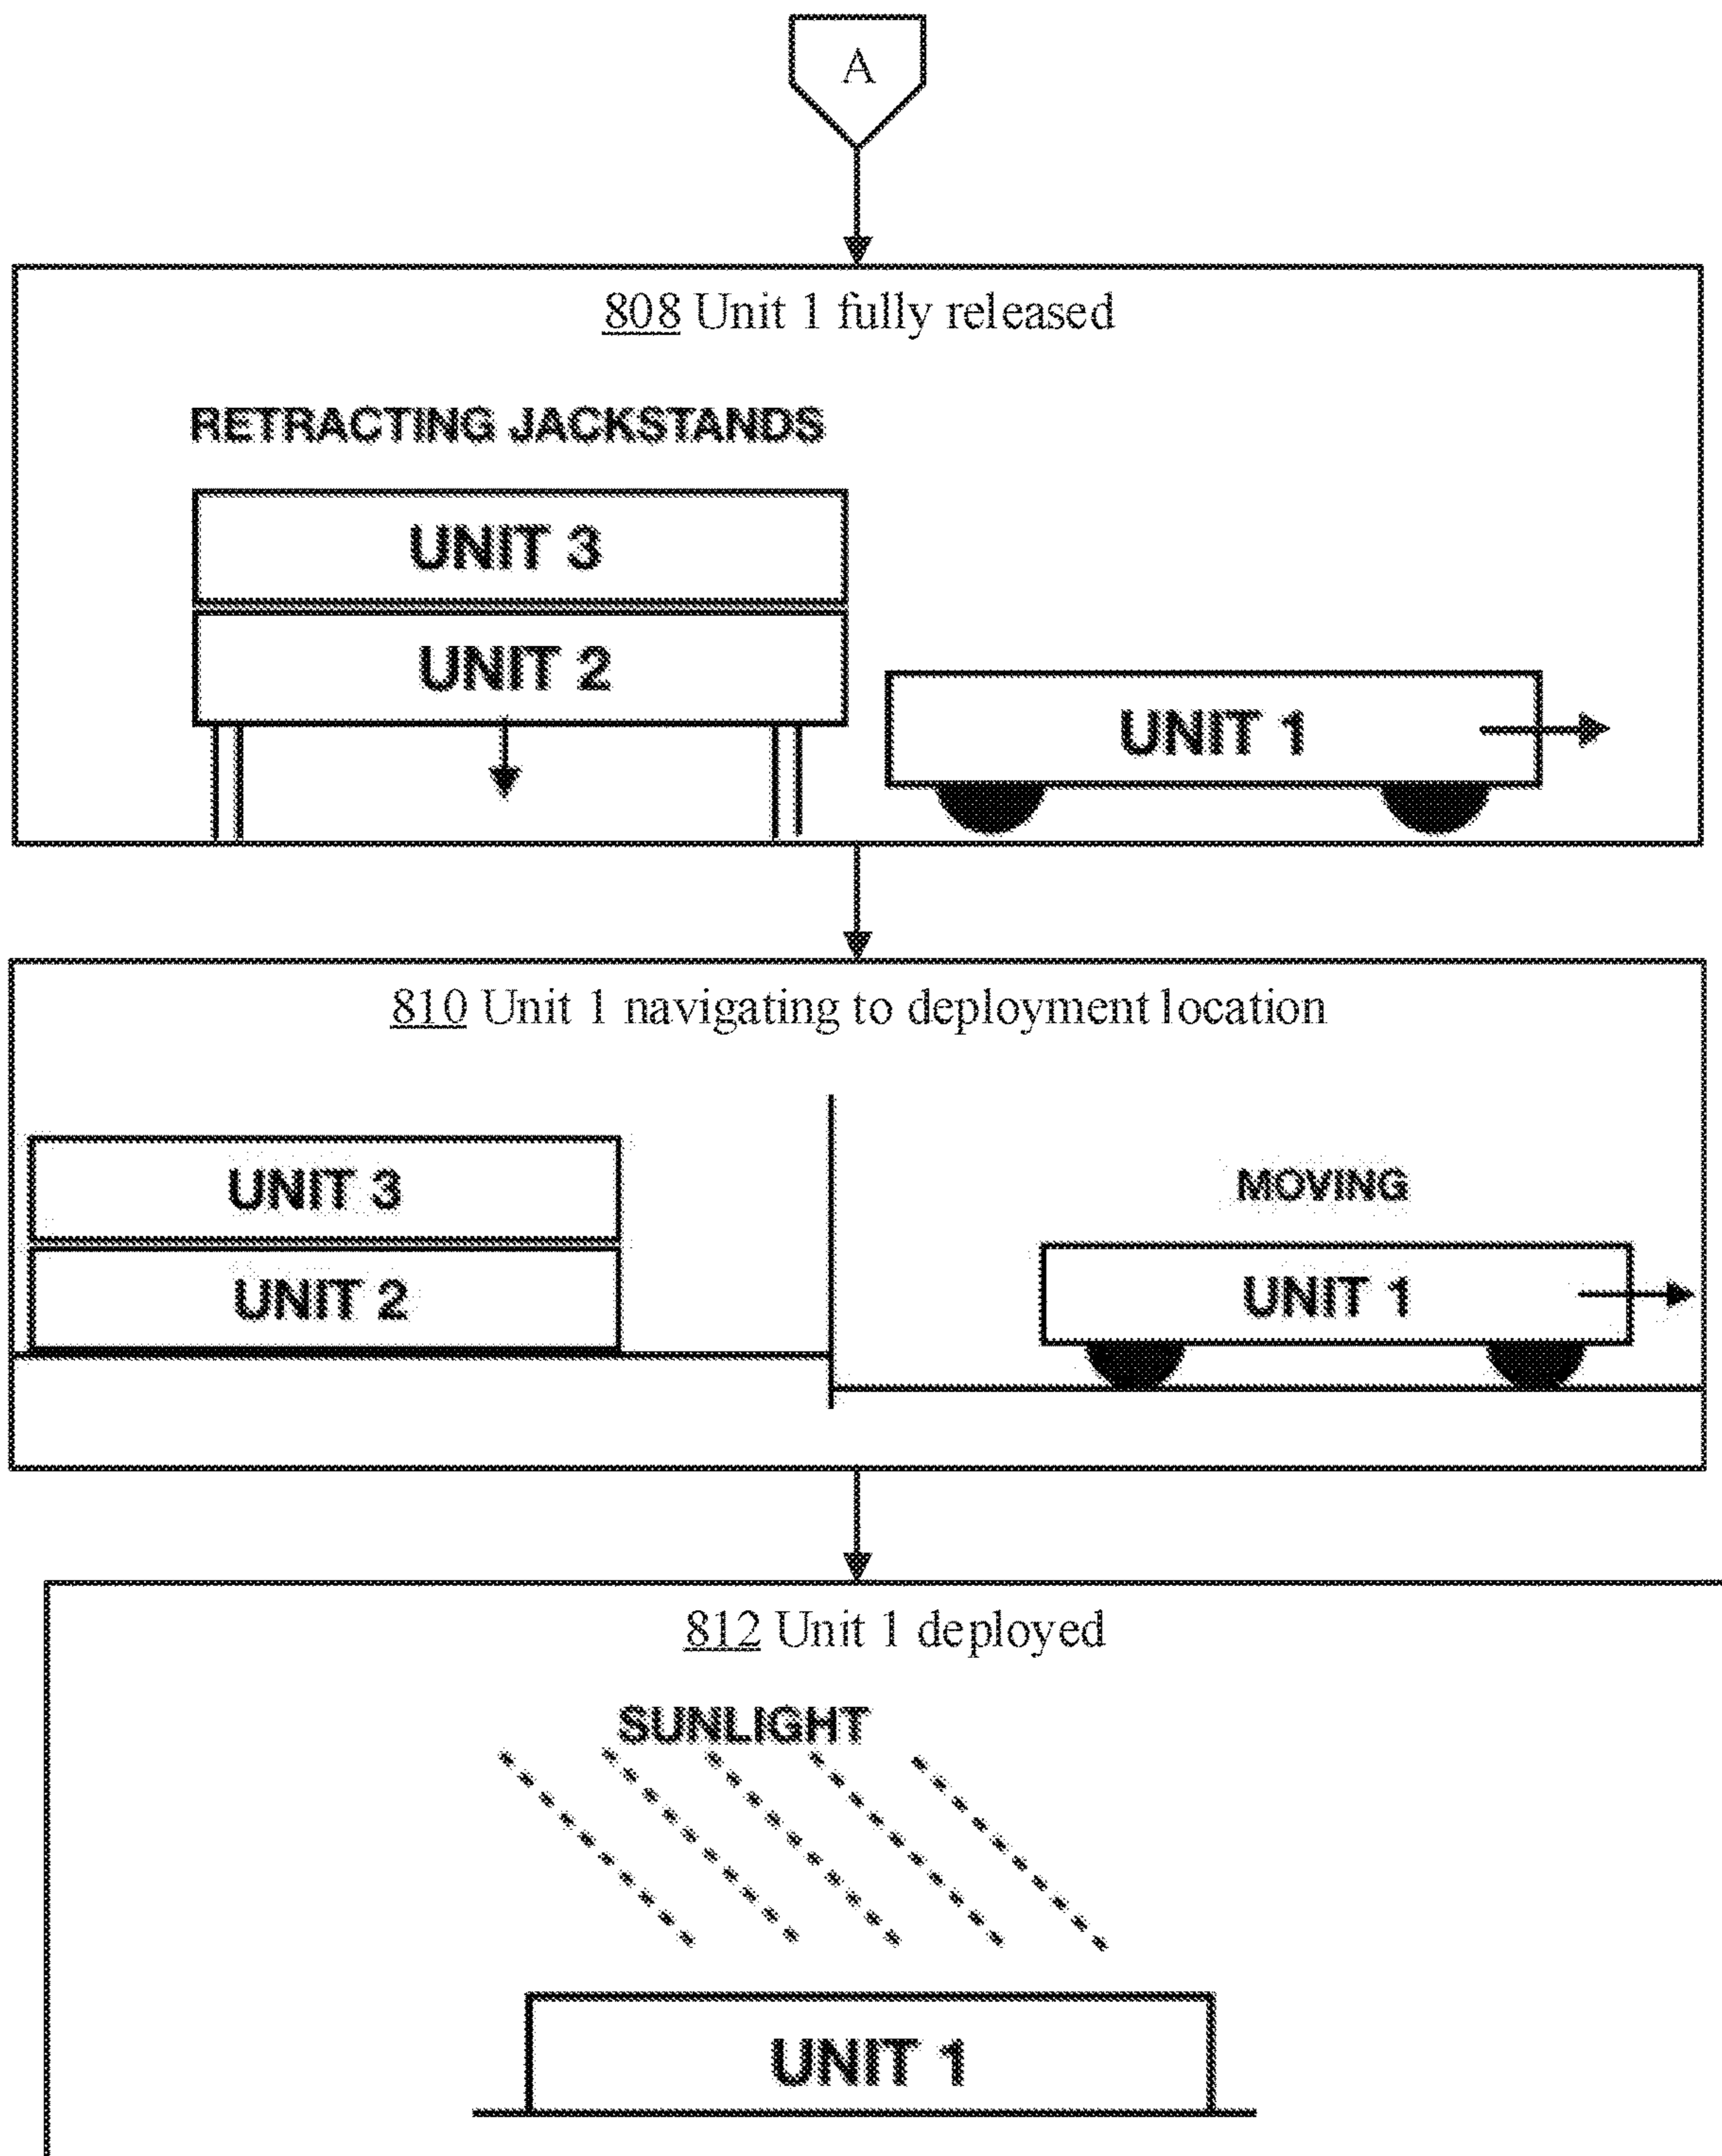 A
808 Unit 1 fully released
RETRACTING JACKSTANDS
UNIT 3
UNIT 2
UNIT 1
810 Unit 1 navigating to deployment location
UNIT 3
MOVING
UNIT 2
UNIT 1
812 Unit 1 deployed
SUNLIGHT
UNIT 1